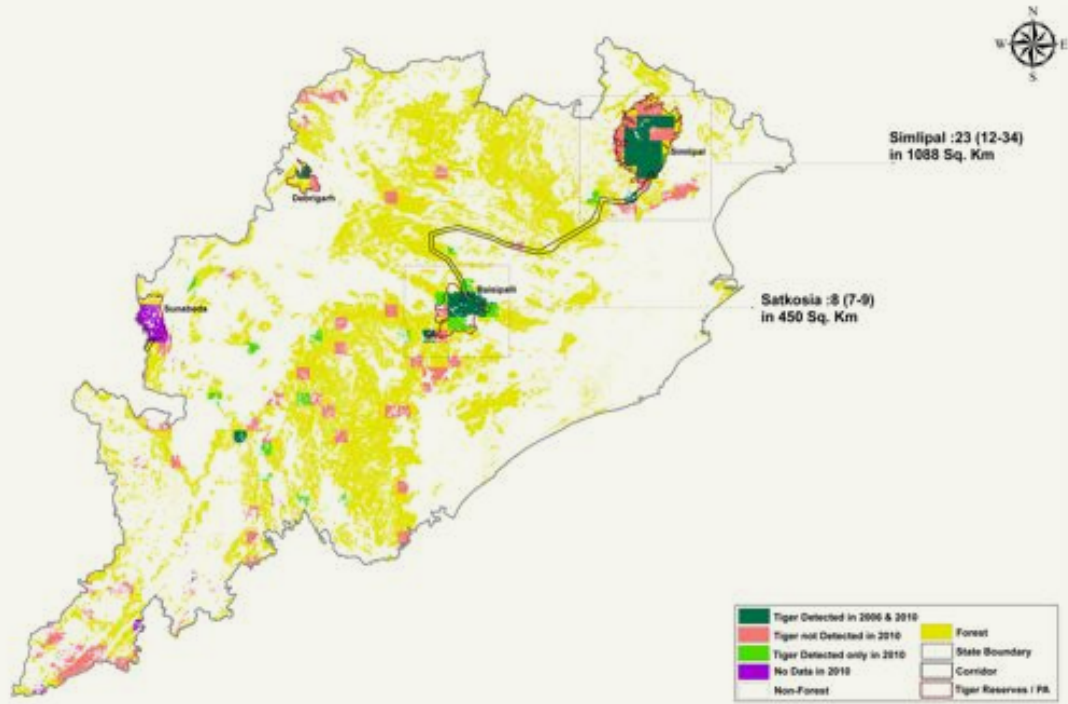 N
W E
S
Simlipal :23 (12-34)
in 1088 Sq. Km
Simlipal
Debrigarh
Baisipalli
Sunabeda
Satkosia :8 (7-9)
in 450 Sq. Km
Tiger Detected in 2006 & 2010
Tiger not Detected in 2010
Tiger Detected only in 2010
No Data in 2010
Non-Forest
Forest
State Boundary
Corridor
Tiger Reserves / PA